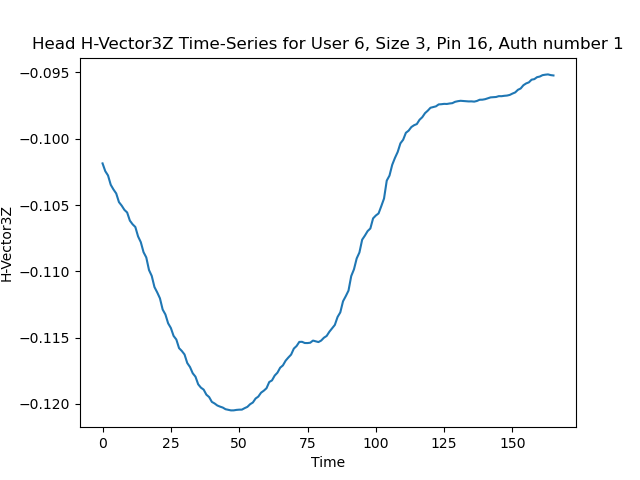 Head H-Vector3Z Time-Series for User 6, Size 3, Pin 16, Auth number 1
−0.095
−0.100
−0.105
−0.110
−0.115
−0.120
H-Vector3Z
0 25 50 75 100 125 150
Time